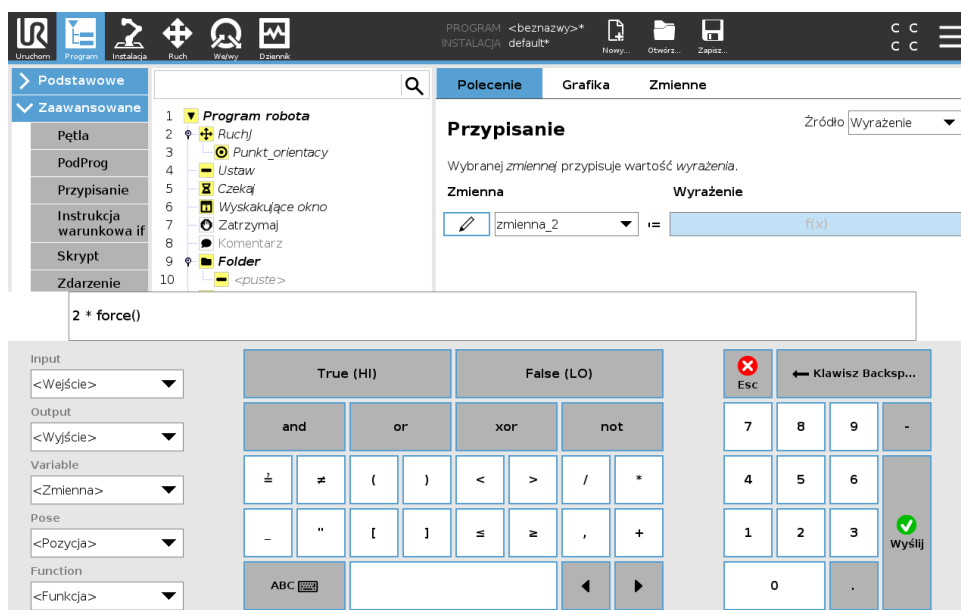 PROGRAM <beznazwy>*
INSTALACJA default*
Uruchom Program Instalacja Ruch We/wy Dziennik Nowy... Otwórz... Zapisz... C C
C C
Podstawowe
Zaawansowane
Pętla
PodProg
Przypisanie
Instrukcja
warunkowa if
Skrypt
Zdarzenie
1 Program robota
2 RuchJ
3 Punkt_orientacy
4 Ustaw
5 Czekaj
6 Wyskakujące okno
7 Zatrzymaj
8 Komentarz
9 Folder
10 <puste>
Polecenie Grafika Zmienne
Przypisanie
Źródło Wyrażenie
Wybranej zmiennej przypisuje wartość wyrażenia.
Zmienna Wyrażenie
zmienna_2 := f(x)
2 * force()
Input
<Wejście>
Output
<Wyjście>
Variable
<Zmienna>
Pose
<Pozycja>
Function
<Funkcja>
True (HI) False (LO)
and or xor not
≟ ≠ ( ) < > / *
_ " [ ] ≤ ≥ , +
ABC
Esc Klawisz Backsp...
7 8 9 -
4 5 6
1 2 3 Wyślij
0 .